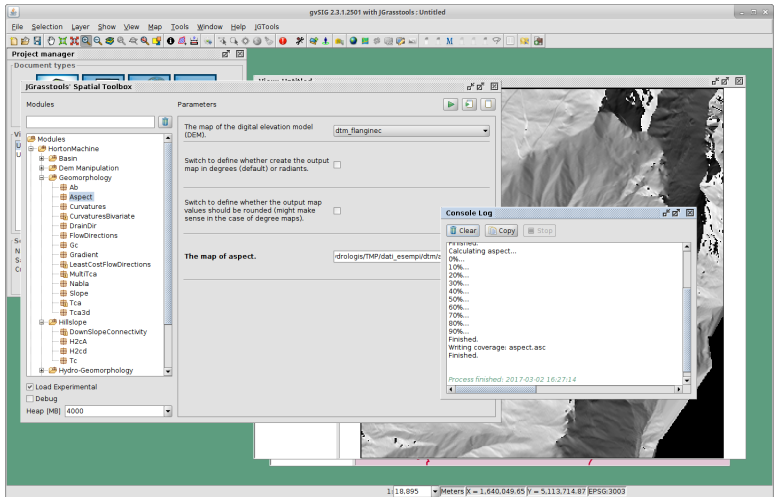 gvSIG 2.3.1.2501 with JGrasstools : Untitled
File Selection Layer Show View Map Tools Window Help JGTools
Project manager
Document types
JGrasstools' Spatial Toolbox
Modules
Parameters
Modules
HortonMachine
Basin
Dem Manipulation
Geomorphology
Ab
Aspect
Curvatures
CurvaturesBivariate
DrainDir
FlowDirections
Gc
Gradient
LeastCostFlowDirections
MultiTca
Nabla
Slope
Tca
Tca3d
Hillslope
DownSlopeConnectivity
H2cA
H2cd
Tc
Hydro-Geomorphology
Load Experimental
Debug
Heap [MB] 4000
The map of the digital elevation model
(DEM).
dtm_flanginec
Switch to define whether create the output
map in degrees (default) or radiants.
Switch to define whether the output map
values should be rounded (might make
sense in the case of degree maps).
The map of aspect.
drologis/TMP/dati_esempi/dtm/a
Console Log
Clear Copy Stop
Finished.
Calculating aspect...
0%...
10%...
20%...
30%...
40%...
50%...
60%...
70%...
80%...
90%...
Finished.
Writing coverage: aspect.asc
Finished.
Process finished: 2017-03-02 16:27:14
1: 18,895 Meters X = 1,640,049.65 Y = 5,113,714.87 EPSG:3003